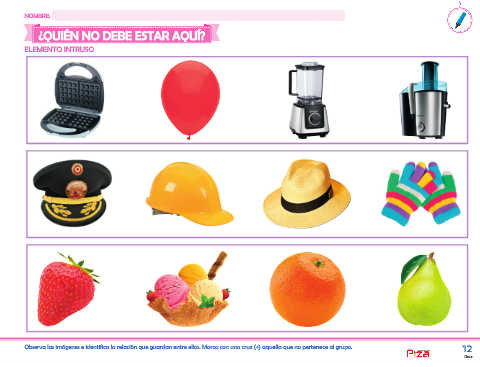 NOMBRE
¿QUIÉN NO DEBE ESTAR AQUÍ?
ELEMENTO INTRUSO
Observa las imágenes e identifica la relación que guardan entre ellas. Marca con una cruz (×) aquella que no pertenece al grupo.
12